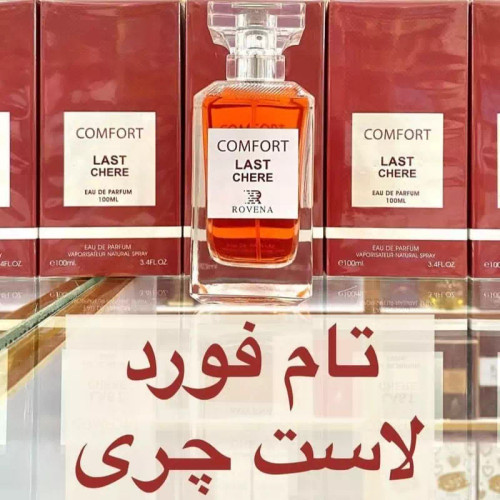 COMFORT
LAST
CHERE
EAU DE PARFUM
100ML
EAU DE PARFUM
VAPORISATEUR NATURAL SPRAY
℮100ml. 3.4FL.OZ.
COMFORT
LAST
CHERE
ROVENA
COMFORT
LAST
CHERE
EAU DE PARFUM
100ML
EAU DE PARFUM
VAPORISATEUR NATURAL SPRAY
℮100ml. 3.4FL.OZ.
تام فورد
لاست چری